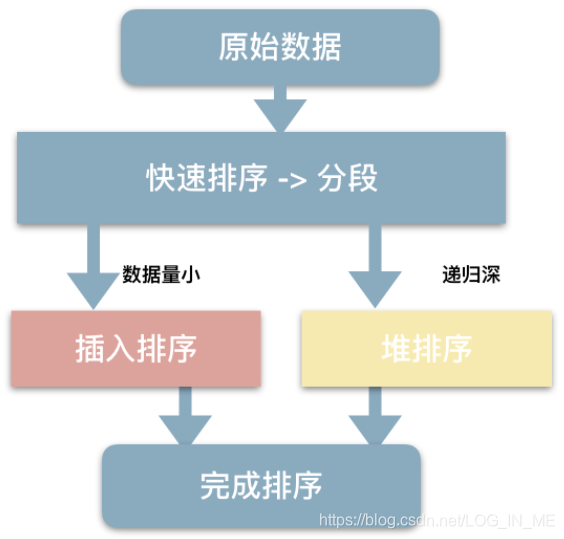 原始数据
快速排序 -> 分段
数据量小
递归深
插入排序
堆排序
完成排序
https://blog.csdn.net/LOG_IN_ME